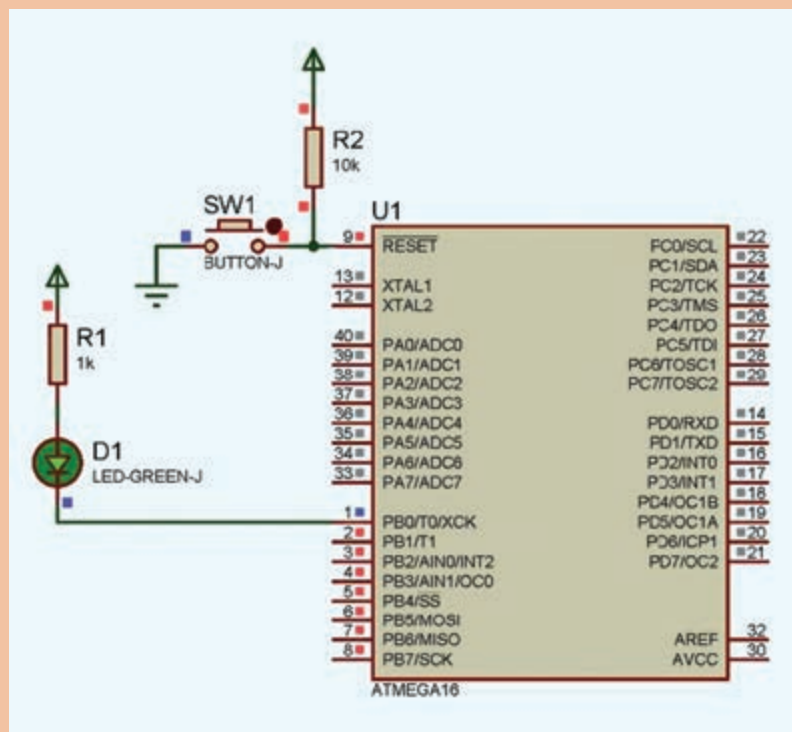 R2
10k
SW1
BUTTON-J
R1
1k
D1
LED-GREEN-J
U1
9 RESET
13 XTAL1
12 XTAL2
40 PA0/ADC0
39 PA1/ADC1
38 PA2/ADC2
37 PA3/ADC3
36 PA4/ADC4
35 PA5/ADC5
34 PA6/ADC6
33 PA7/ADC7
1 PB0/T0/XCK
2 PB1/T1
3 PB2/AIN0/INT2
4 PB3/AIN1/OC0
5 PB4/SS
6 PB5/MOSI
7 PB6/MISO
8 PB7/SCK
PC0/SCL 22
PC1/SDA 23
PC2/TCK 24
PC3/TMS 25
PC4/TDO 26
PC5/TDI 27
PC6/TOSC1 28
PC7/TOSC2 29
PD0/RXD 14
PD1/TXD 15
PD2/INT0 16
PD3/INT1 17
PD4/OC1B 18
PD5/OC1A 19
PD6/ICP1 20
PD7/OC2 21
AREF 32
AVCC 30
ATMEGA16